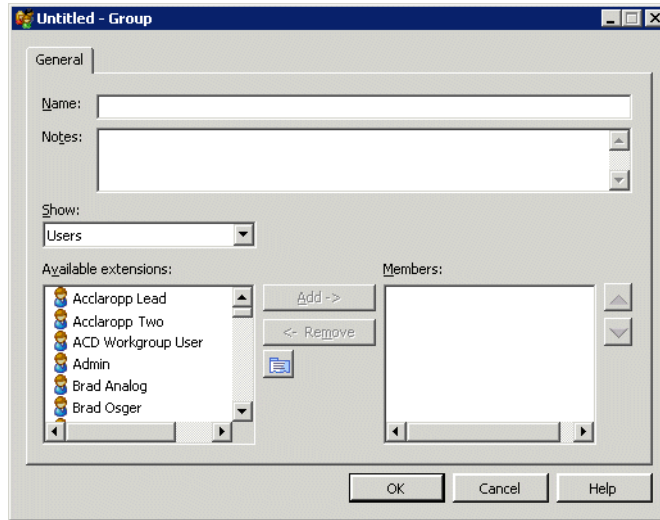 Untitled - Group
General
Name:
Notes:
Show:
Users
Available extensions:
Members:
Acclaropp Lead
Acclaropp Two
ACD Workgroup User
Admin
Brad Analog
Brad Osger
Add ->
<- Remove
OK
Cancel
Help